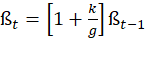 ß_t = [1 + k/g] ß_{t−1}